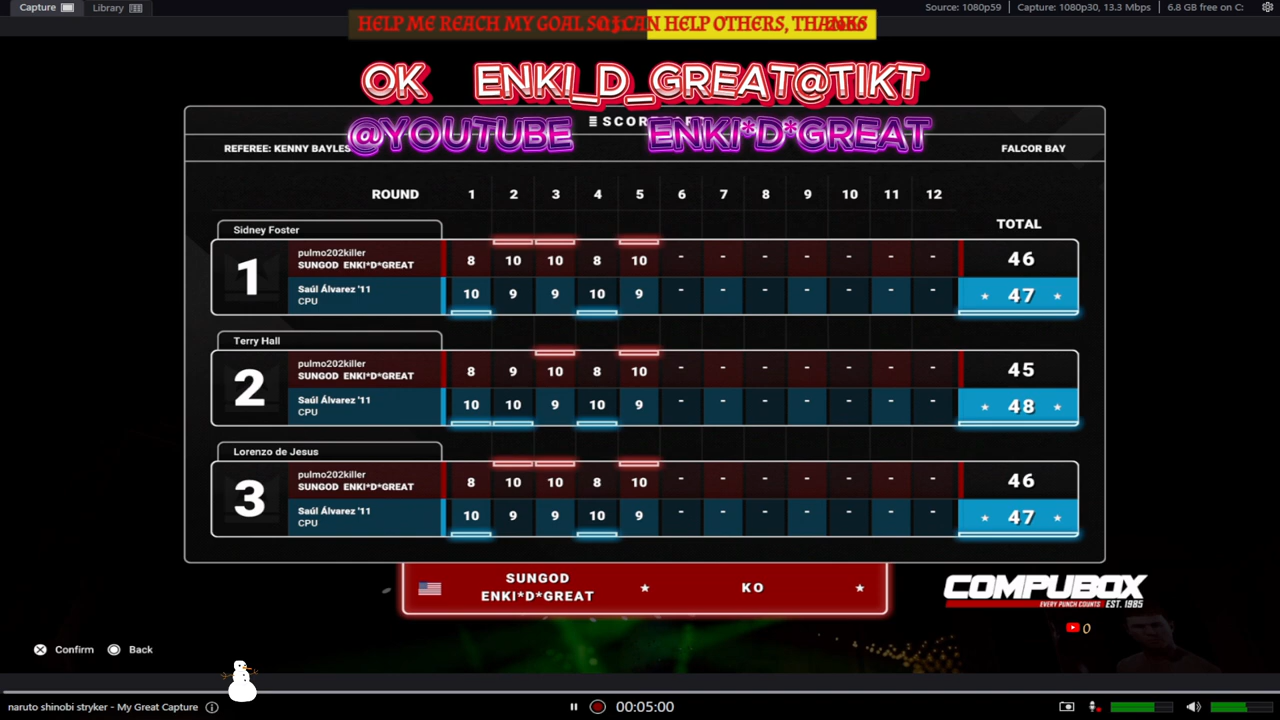 Capture Library Source: 1080p59 Capture: 1080p30, 13.3 Mbps 6.8 GB free on C:
HELP ME REACH MY GOAL SO I CAN HELP OTHERS, THANKS
OK ENKI_D_GREAT@TIKT
SCORECARD
@YOUTUBE ENKI*D*GREAT
REFEREE: KENNY BAYLESS FALCOR BAY
ROUND 1 2 3 4 5 6 7 8 9 10 11 12
TOTAL
Sidney Foster
1
pulmo202killer
SUNGOD ENKI*D*GREAT 8 10 10 8 10 - - - - - - - 46
Saúl Álvarez '11
CPU 10 9 9 10 9 - - - - - - - 47
Terry Hall
2
pulmo202killer
SUNGOD ENKI*D*GREAT 8 9 10 8 10 - - - - - - - 45
Saúl Álvarez '11
CPU 10 10 9 10 9 - - - - - - - 48
Lorenzo de Jesus
3
pulmo202killer
SUNGOD ENKI*D*GREAT 8 10 10 8 10 - - - - - - - 46
Saúl Álvarez '11
CPU 10 9 9 10 9 - - - - - - - 47
SUNGOD
ENKI*D*GREAT KO
COMPUBOX
EVERY PUNCH COUNTS EST. 1985
0
Confirm Back
naruto shinobi stryker - My Great Capture 00:05:00